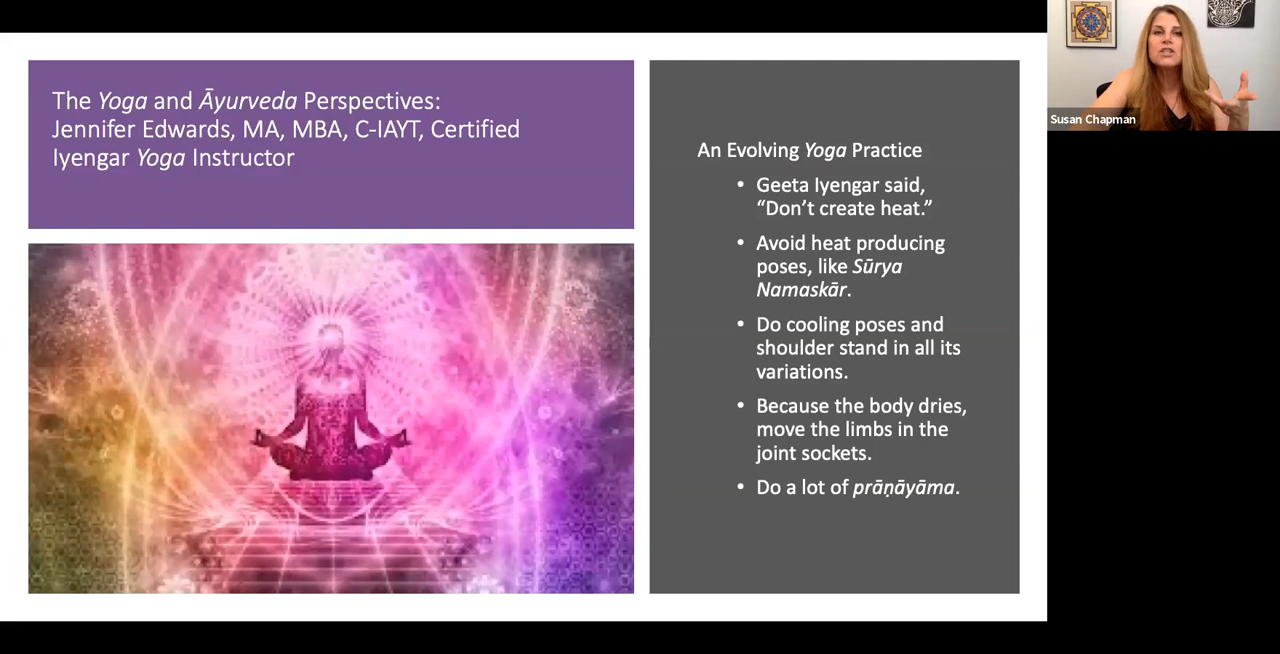 The Yoga and Āyurveda Perspectives:
Jennifer Edwards, MA, MBA, C-IAYT, Certified
Iyengar Yoga Instructor
An Evolving Yoga Practice
• Geeta Iyengar said,
“Don’t create heat.”
• Avoid heat producing
poses, like Sūrya
Namaskār.
• Do cooling poses and
shoulder stand in all its
variations.
• Because the body dries,
move the limbs in the
joint sockets.
• Do a lot of prāṇāyāma.
Susan Chapman